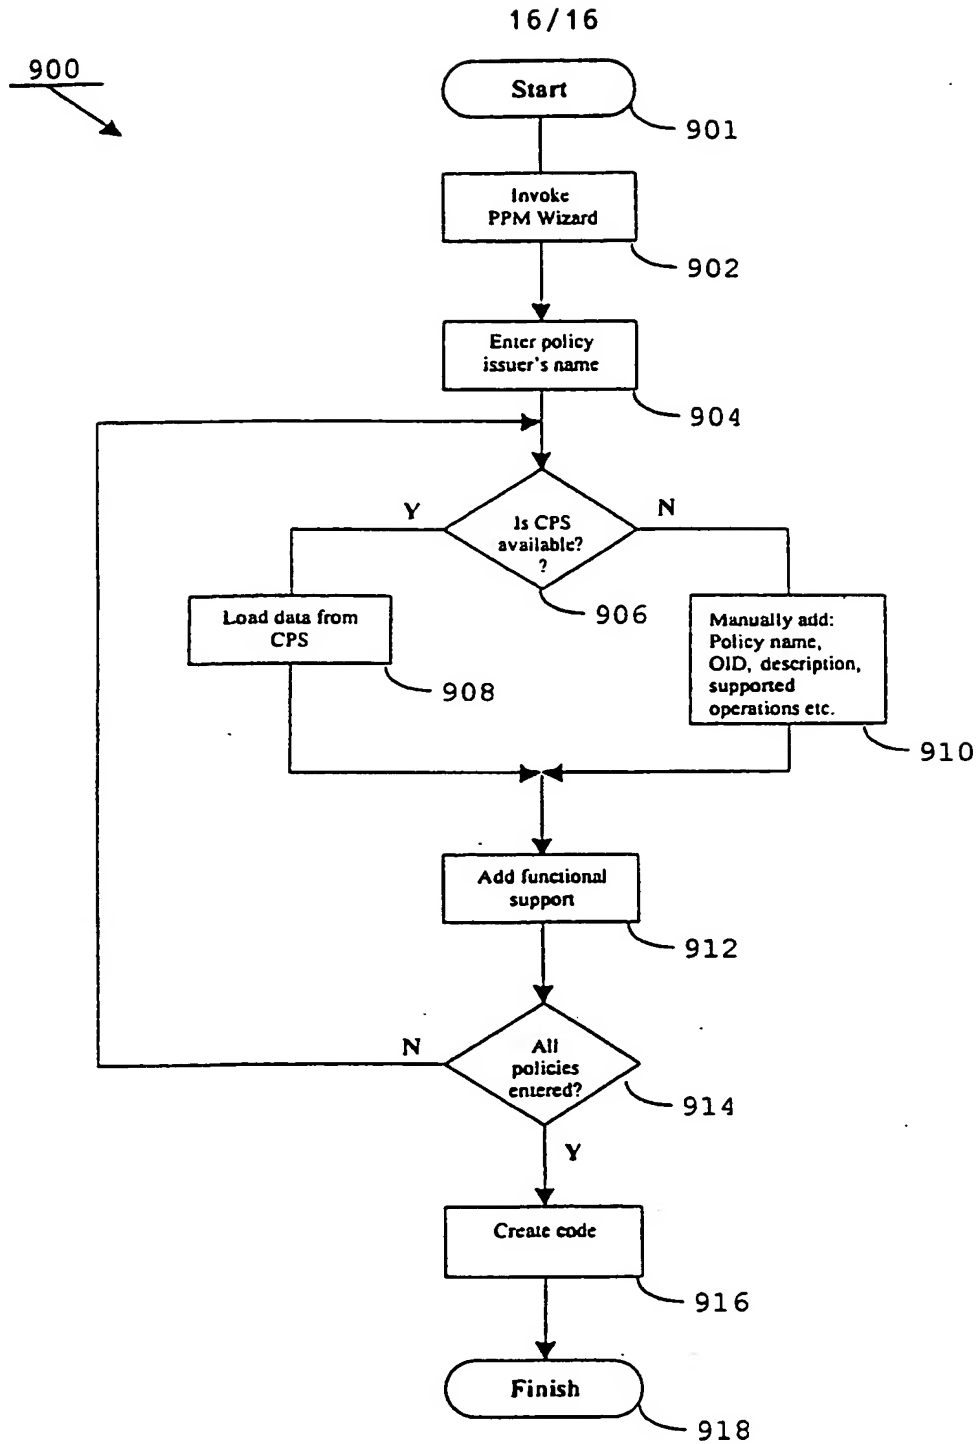 16/16
900
Start
901
Invoke
PPM Wizard
902
Enter policy
issuer's name
904
Y
N
Is CPS
available?
?
906
Load data from
CPS
908
Manually add:
Policy name,
OID, description,
supported
operations etc.
910
Add functional
support
912
N
All
policies
entered?
914
Y
Create code
916
Finish
918